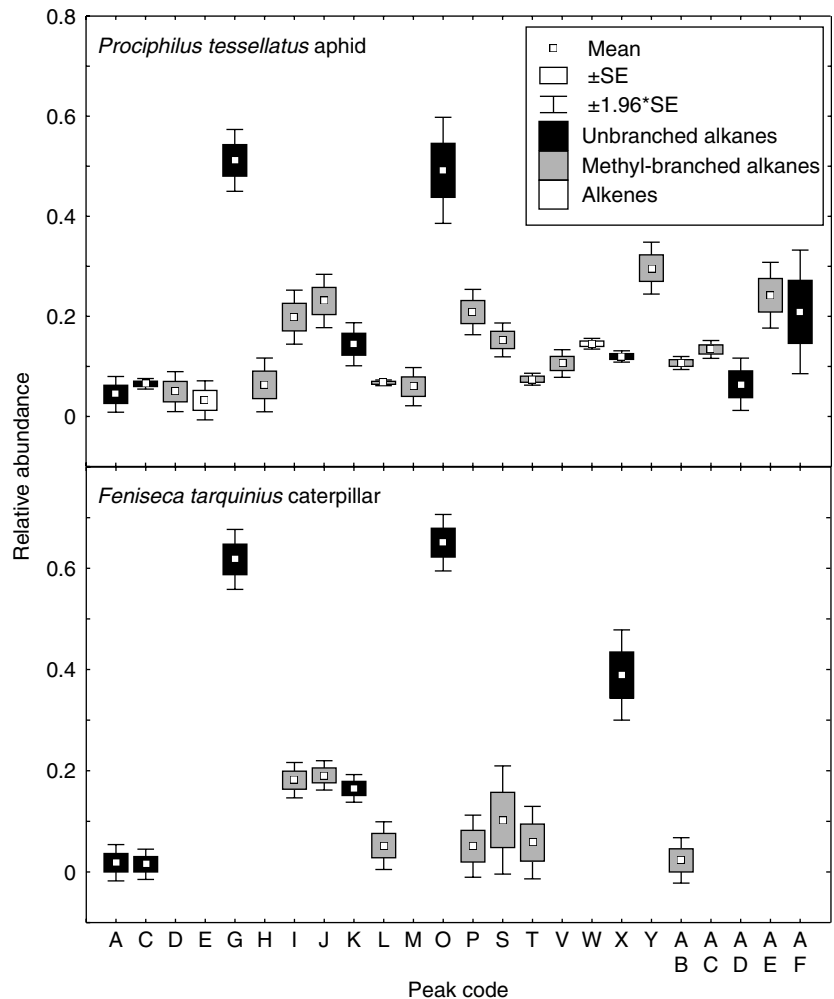 0.8
Prociphilus tessellatus aphid
Mean
±SE
±1.96*SE
Unbranched alkanes
Methyl-branched alkanes
Alkenes
0.6
0.4
0.2
0
Relative abundance
Feniseca tarquinius caterpillar
0.6
0.4
0.2
0
A C D E G H I J K L M O P S T V W X Y A A A A A
B C D E F
Peak code